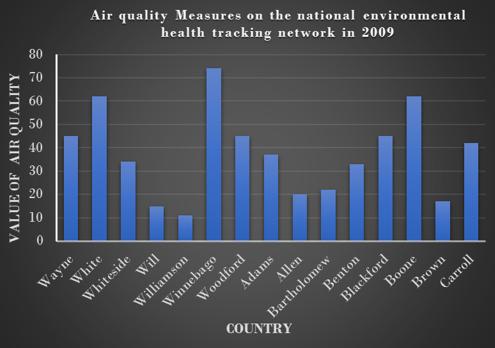 Air quality Measures on the national environmental
health tracking network in 2009
VALUE OF AIR QUALITY
80
70
60
50
40
30
20
10
0
Wayne
White
Whiteside
Will
Williamson
Winnebago
Woodford
Adams
Allen
Bartholomew
Benton
Blackford
Boone
Brown
Carroll
COUNTRY